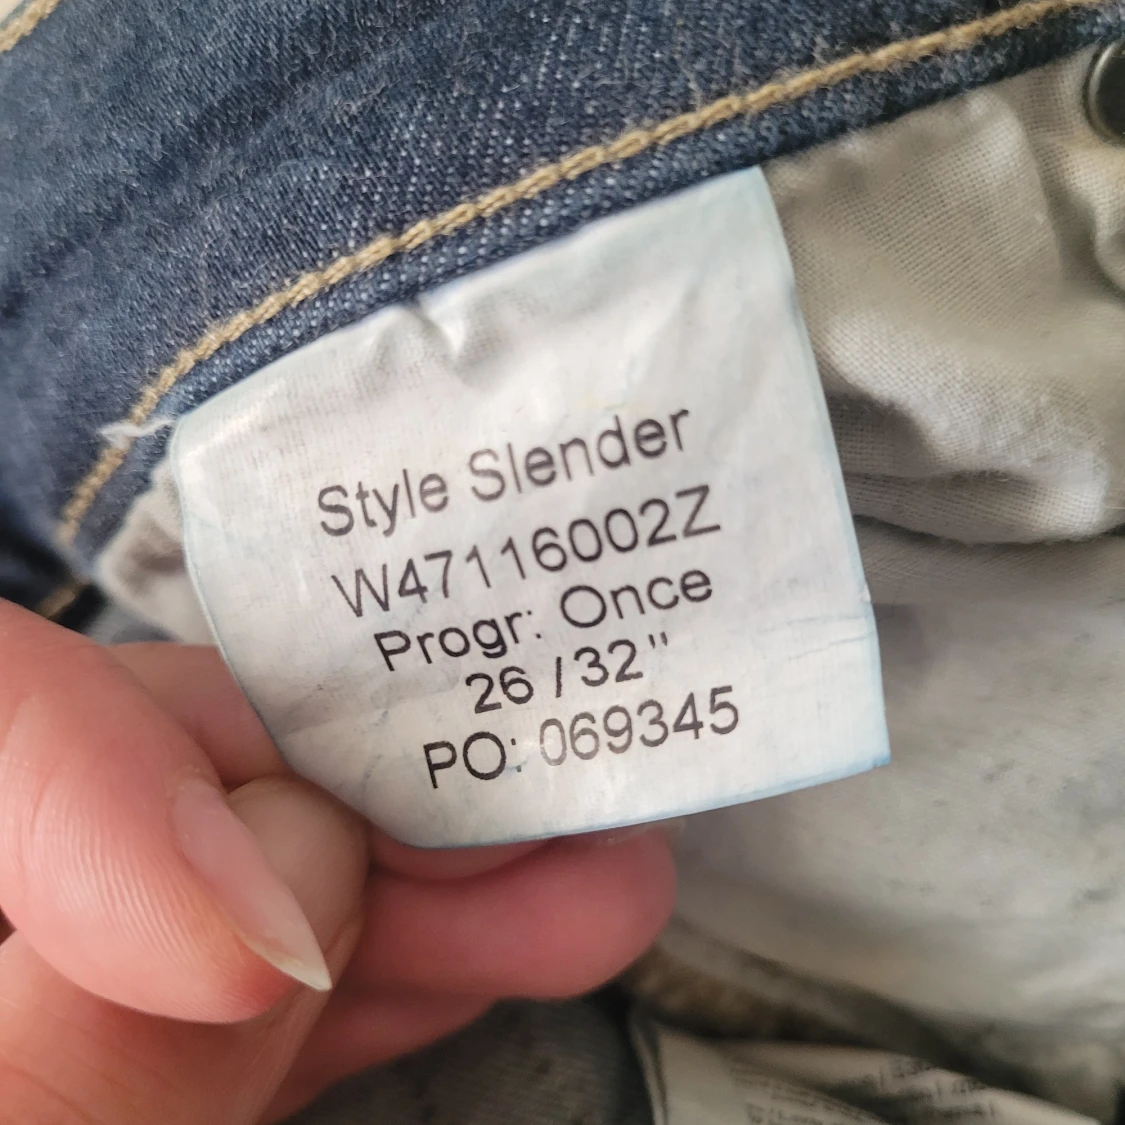 Style Slender
W47116002Z
Progr: Once
26 / 32"
PO: 069345